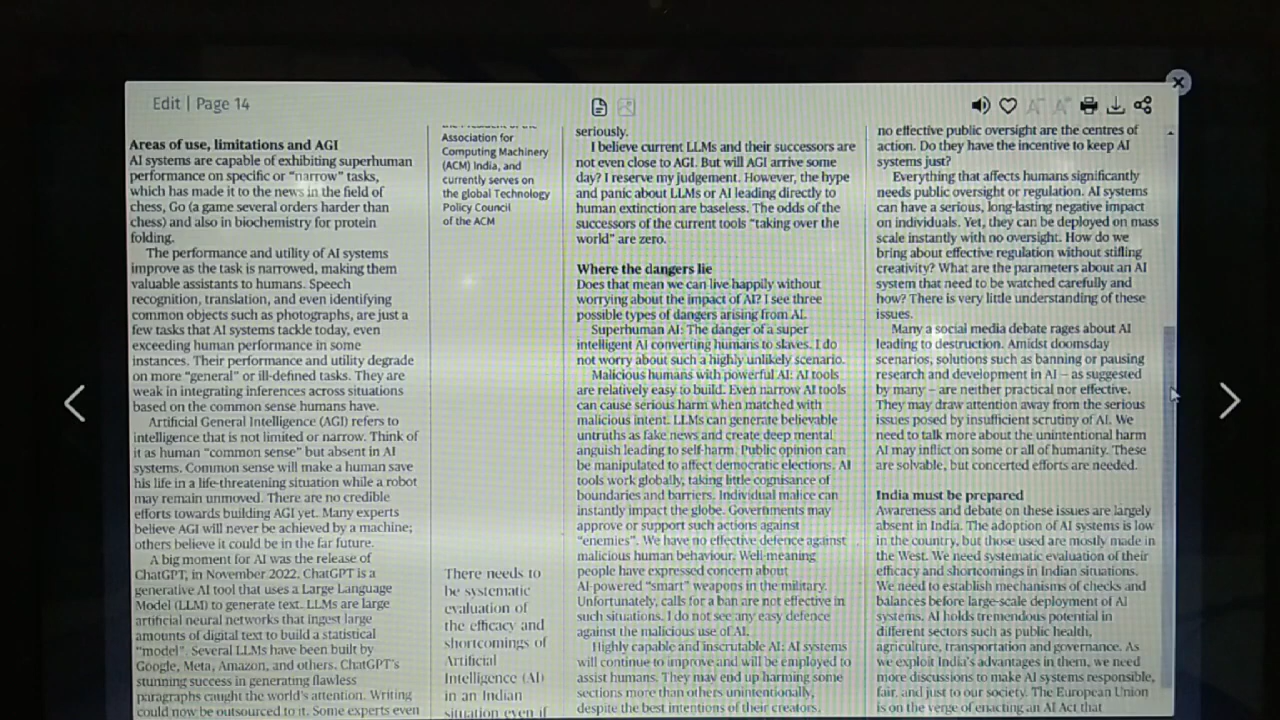 Edit | Page 14
Areas of use, limitations and AGI
AI systems are capable of exhibiting superhuman
performance on specific or “narrow” tasks,
which has made it to the news in the field of
chess, Go (a game several orders harder than
chess) and also in biochemistry for protein
folding.
The performance and utility of AI systems
improve as the task is narrowed, making them
valuable assistants to humans. Speech
recognition, translation, and even identifying
common objects such as photographs, are just a
few tasks that AI systems tackle today, even
exceeding human performance in some
instances. Their performance and utility degrade
on more “general” or ill-defined tasks. They are
weak in integrating inferences across situations
based on the common sense humans have.
Artificial General Intelligence (AGI) refers to
intelligence that is not limited or narrow. Think of
it as human “common sense” but absent in AI
systems. Common sense will make a human save
his life in a life-threatening situation while a robot
may remain unmoved. There are no credible
efforts towards building AGI yet. Many experts
believe AGI will never be achieved by a machine;
others believe it could be in the far future.
A big moment for AI was the release of
ChatGPT, in November 2022. ChatGPT is a
generative AI tool that uses a Large Language
Model (LLM) to generate text. LLMs are large
artificial neural networks that ingest large
amounts of digital text to build a statistical
“model”. Several LLMs have been built by
Google, Meta, Amazon, and others. ChatGPT’s
stunning success in generating flawless
paragraphs caught the world’s attention. Writing
could now be outsourced to it. Some experts even
Association for
Computing Machinery
(ACM) India, and
currently serves on
the global Technology
Policy Council
of the ACM
There needs to
be systematic
evaluation of
the efficacy and
shortcomings of
Artificial
Intelligence (AI)
in an Indian
situation even if
seriously.
I believe current LLMs and their successors are
not even close to AGI. But will AGI arrive some
day? I reserve my judgement. However, the hype
and panic about LLMs or AI leading directly to
human extinction are baseless. The odds of the
successors of the current tools “taking over the
world” are zero.
Where the dangers lie
Does that mean we can live happily without
worrying about the impact of AI? I see three
possible types of dangers arising from AI.
Superhuman AI: The danger of a super
intelligent AI converting humans to slaves. I do
not worry about such a highly unlikely scenario.
Malicious humans with powerful AI: AI tools
are relatively easy to build. Even narrow AI tools
can cause serious harm when matched with
malicious intent. LLMs can generate believable
untruths as fake news and create deep mental
anguish leading to self-harm. Public opinion can
be manipulated to affect democratic elections. AI
tools work globally, taking little cognisance of
boundaries and barriers. Individual malice can
instantly impact the globe. Governments may
approve or support such actions against
“enemies”. We have no effective defence against
malicious human behaviour. Well-meaning
people have expressed concern about
AI-powered “smart” weapons in the military.
Unfortunately, calls for a ban are not effective in
such situations. I do not see any easy defence
against the malicious use of AI.
Highly capable and inscrutable AI: AI systems
will continue to improve and will be employed to
assist humans. They may end up harming some
sections more than others unintentionally,
despite the best intentions of their creators.
no effective public oversight are the centres of
action. Do they have the incentive to keep AI
systems just?
Everything that affects humans significantly
needs public oversight or regulation. AI systems
can have a serious, long-lasting negative impact
on individuals. Yet, they can be deployed on mass
scale instantly with no oversight. How do we
bring about effective regulation without stifling
creativity? What are the parameters about an AI
system that need to be watched carefully and
how? There is very little understanding of these
issues.
Many a social media debate rages about AI
leading to destruction. Amidst doomsday
scenarios, solutions such as banning or pausing
research and development in AI – as suggested
by many – are neither practical nor effective.
They may draw attention away from the serious
issues posed by insufficient scrutiny of AI. We
need to talk more about the unintentional harm
AI may inflict on some or all of humanity. These
are solvable, but concerted efforts are needed.
India must be prepared
Awareness and debate on these issues are largely
absent in India. The adoption of AI systems is low
in the country, but those used are mostly made in
the West. We need systematic evaluation of their
efficacy and shortcomings in Indian situations.
We need to establish mechanisms of checks and
balances before large-scale deployment of AI
systems. AI holds tremendous potential in
different sectors such as public health,
agriculture, transportation and governance. As
we exploit India’s advantages in them, we need
more discussions to make AI systems responsible,
fair, and just to our society. The European Union
is on the verge of enacting an AI Act that